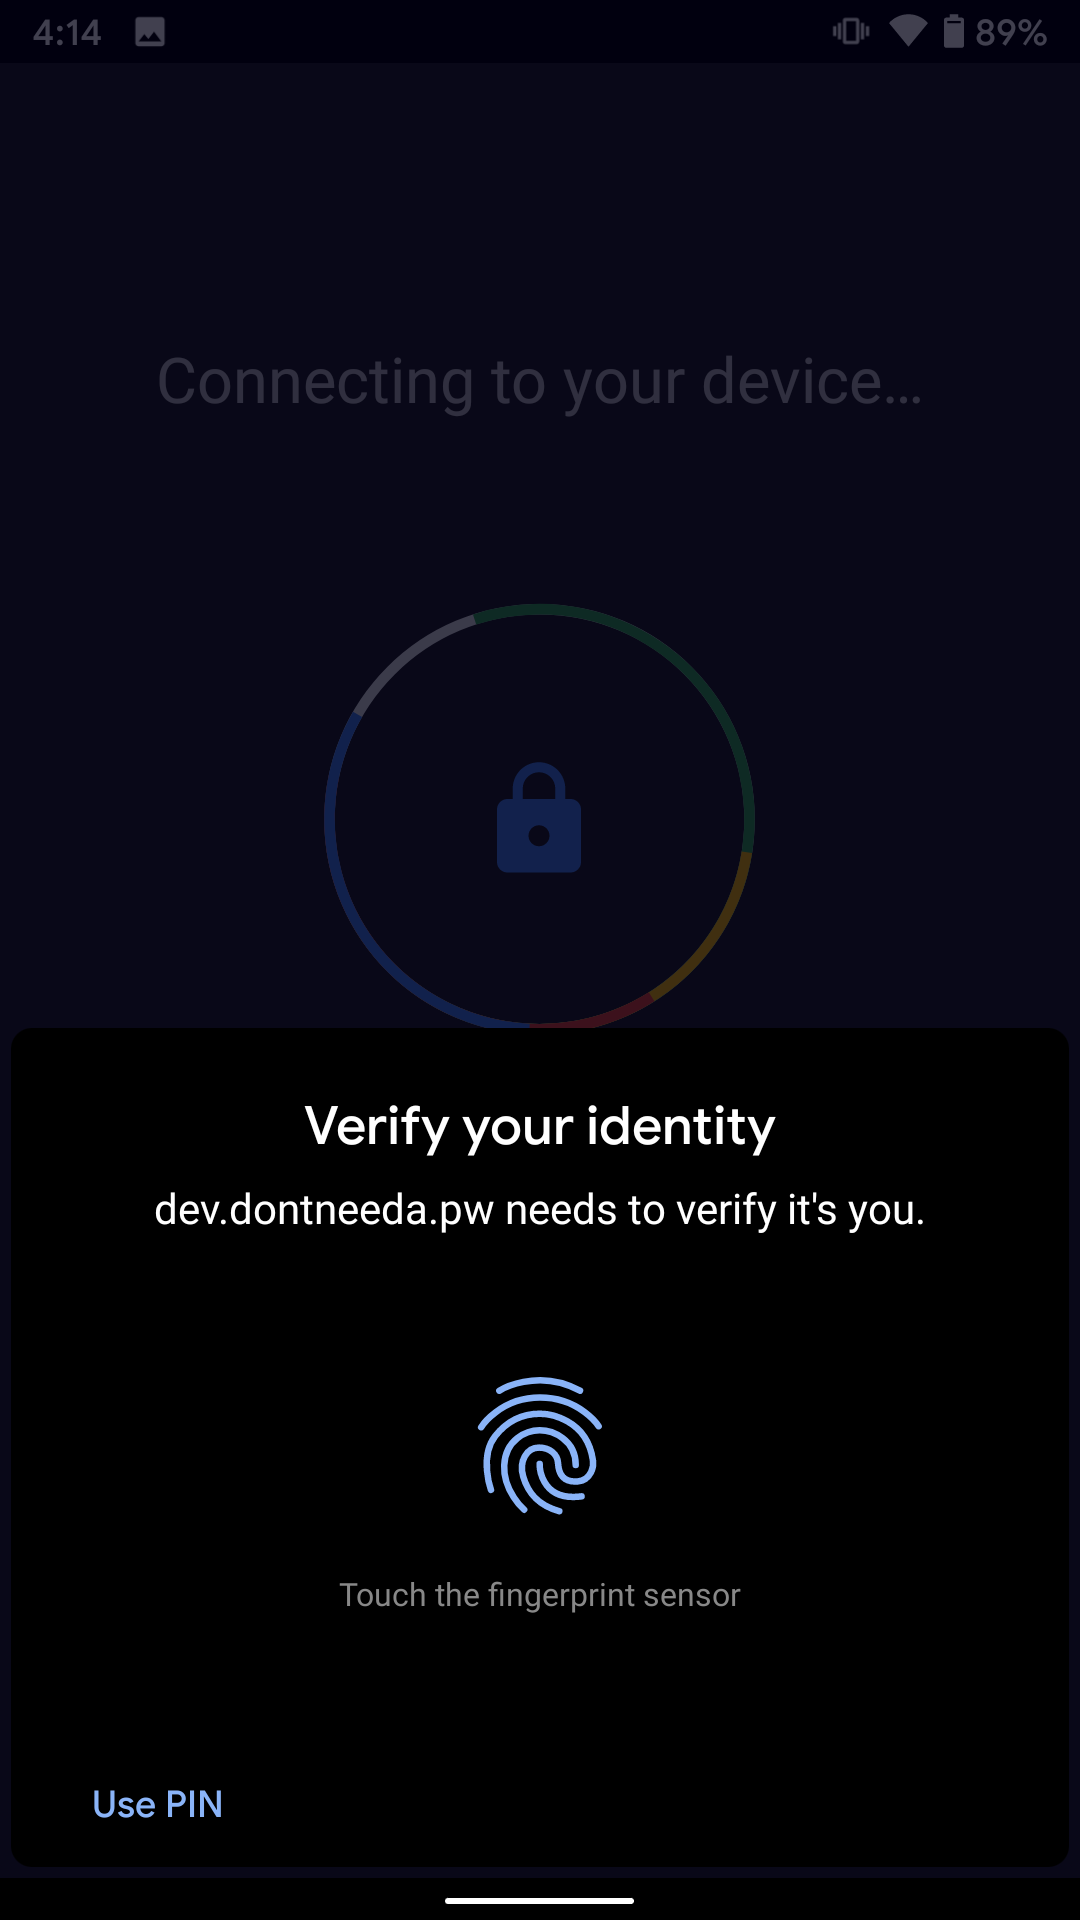 4:14 89%
Connecting to your device…
Verify your identity
dev.dontneeda.pw needs to verify it's you.
Touch the fingerprint sensor
Use PIN